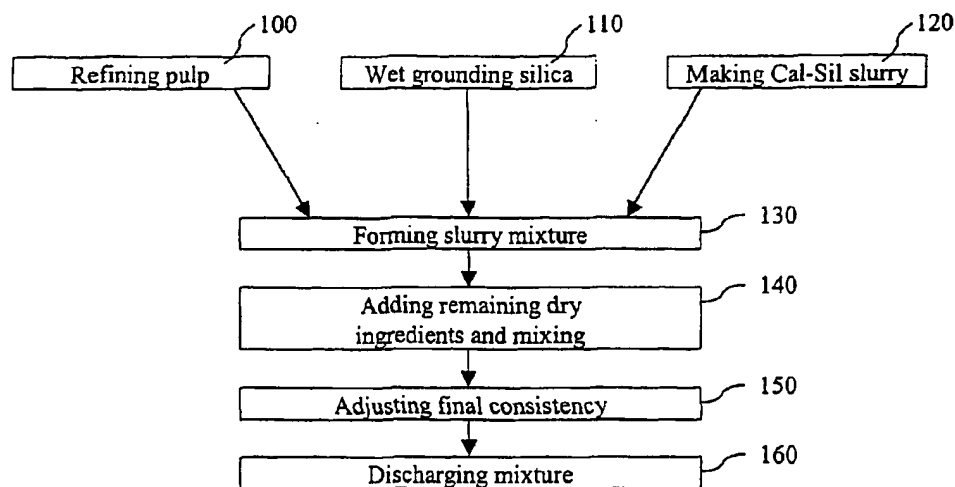 100
110
120
Refining pulp
Wet grounding silica
Making Cal-Sil slurry
130
Forming slurry mixture
140
Adding remaining dry
ingredients and mixing
150
Adjusting final consistency
160
Discharging mixture